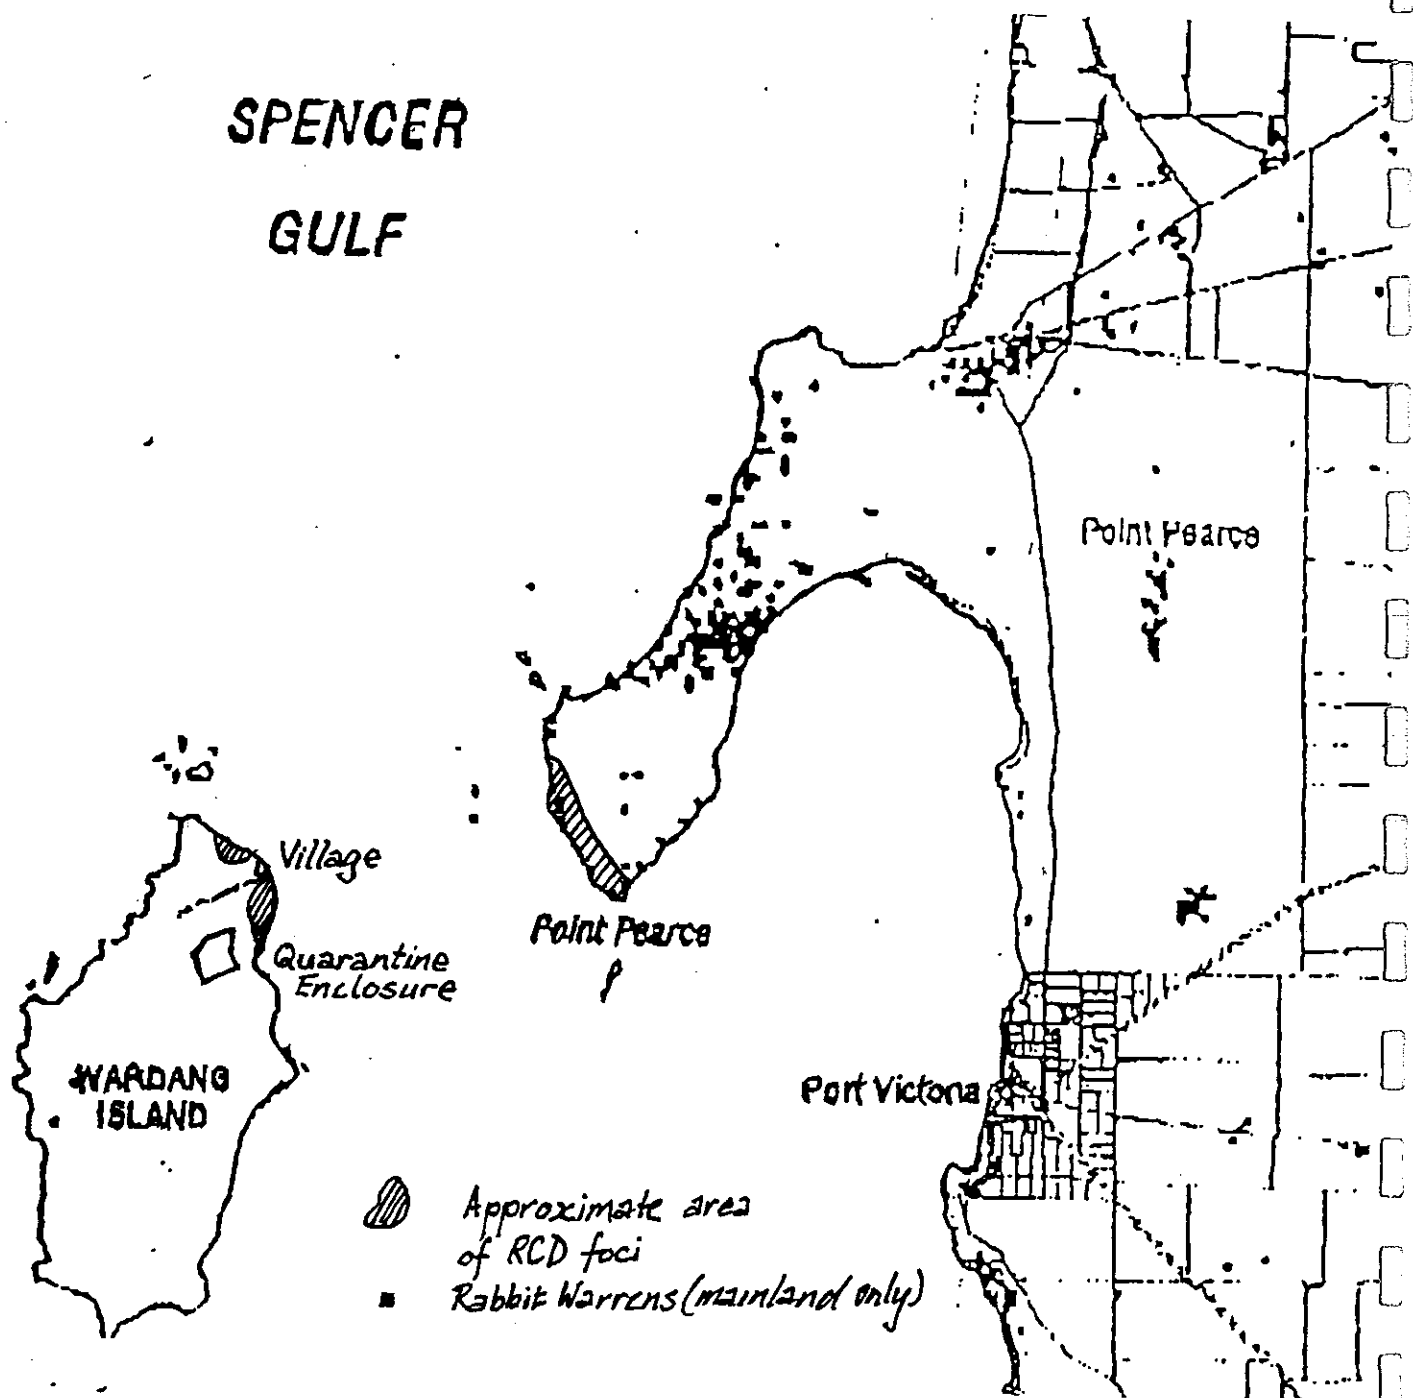 SPENCER
GULF
Point Pearce
Village
Point Pearce
Quarantine
Enclosure
WARDANG
ISLAND
Port Victoria
Approximate area
of RCD foci
Rabbit Warrens (mainland only)